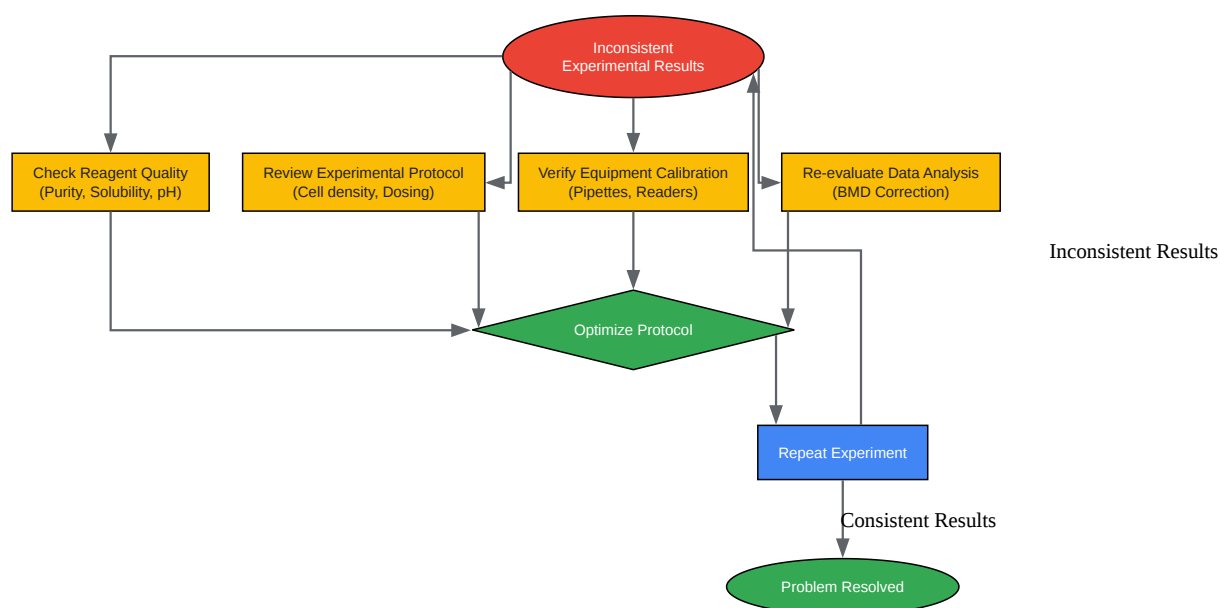 Inconsistent
Experimental Results
Check Reagent Quality
(Purity, Solubility, pH)
Review Experimental Protocol
(Cell density, Dosing)
Verify Equipment Calibration
(Pipettes, Readers)
Re-evaluate Data Analysis
(BMD Correction)
Inconsistent Results
Optimize Protocol
Repeat Experiment
Consistent Results
Problem Resolved